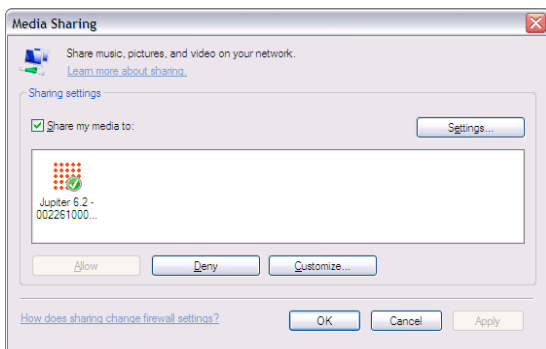 Media Sharing
Share music, pictures, and video on your network.
Learn more about sharing.
Sharing settings
Share my media to:
Settings...
Jupiter 6.2 -
002261000...
Allow
Deny
Customize...
How does sharing change firewall settings?
OK
Cancel
Apply